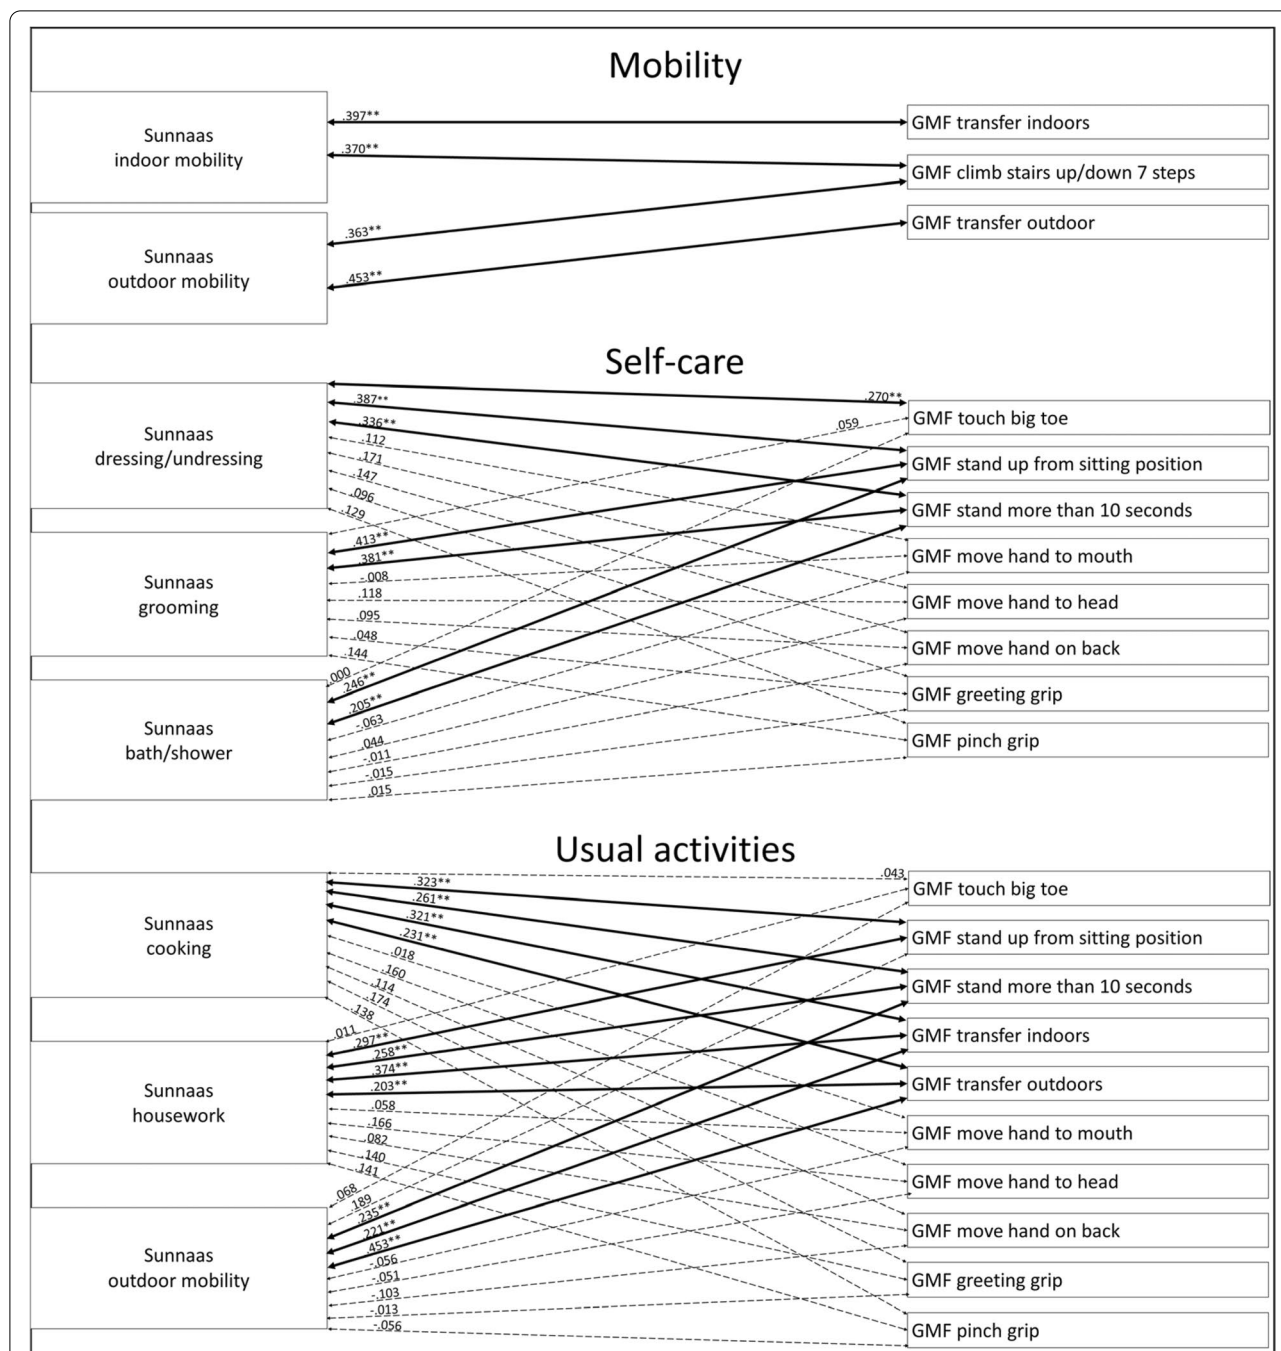 Mobility
Sunnaas
indoor mobility
.397**
.370**
GMF transfer indoors
GMF climb stairs up/down 7 steps
GMF transfer outdoor
Sunnaas
outdoor mobility
.363**
.453**
Self-care
Sunnaas
dressing/undressing
.270**
.387**
.336**
.112
.171
.147
.096
.129
.059
GMF touch big toe
GMF stand up from sitting position
GMF stand more than 10 seconds
GMF move hand to mouth
GMF move hand to head
GMF move hand on back
GMF greeting grip
GMF pinch grip
Sunnaas
grooming
.413**
.381**
-.008
.118
.095
.048
.144
Sunnaas
bath/shower
.000
.246**
.205**
-.063
.044
-.011
-.015
.015
Usual activities
Sunnaas
cooking
.043
.323**
.261**
.321**
.231**
.018
.160
.114
.174
.138
GMF touch big toe
GMF stand up from sitting position
GMF stand more than 10 seconds
GMF transfer indoors
GMF transfer outdoors
GMF move hand to mouth
GMF move hand to head
GMF move hand on back
GMF greeting grip
GMF pinch grip
Sunnaas
housework
.011
.297**
.258**
.374**
.203**
.058
.166
.082
.140
.141
Sunnaas
outdoor mobility
.068
.189
.235**
.221**
.453**
-.056
-.051
-.103
-.013
-.056